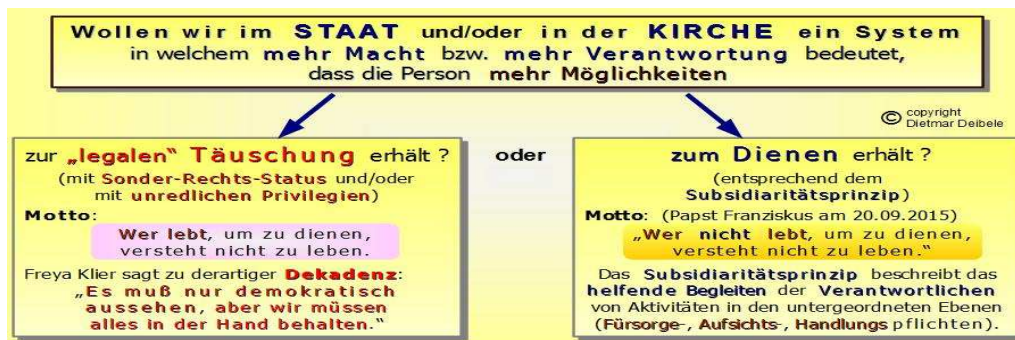 Wollen wir im STAAT und/oder in der KIRCHE ein System
in welchem mehr Macht bzw. mehr Verantwortung bedeutet,
dass die Person mehr Möglichkeiten
© copyright
Dietmar Deibele
zur „legalen“ Täuschung erhält ?
(mit Sonder-Rechts-Status und/oder
mit unredlichen Privilegien)
Motto:
Wer lebt, um zu dienen,
versteht nicht zu leben.
Freya Klier sagt zu derartiger Dekadenz:
„Es muß nur demokratisch
aussehen, aber wir müssen
alles in der Hand behalten.“
oder
zum Dienen erhält ?
(entsprechend dem
Subsidiaritätsprinzip)
Motto: (Papst Franziskus am 20.09.2015)
„Wer nicht lebt, um zu dienen,
versteht nicht zu leben.“
Das Subsidiaritätsprinzip beschreibt das
helfende Begleiten der Verantwortlichen
von Aktivitäten in den untergeordneten Ebenen
(Fürsorge-, Aufsichts-, Handlungspflichten).